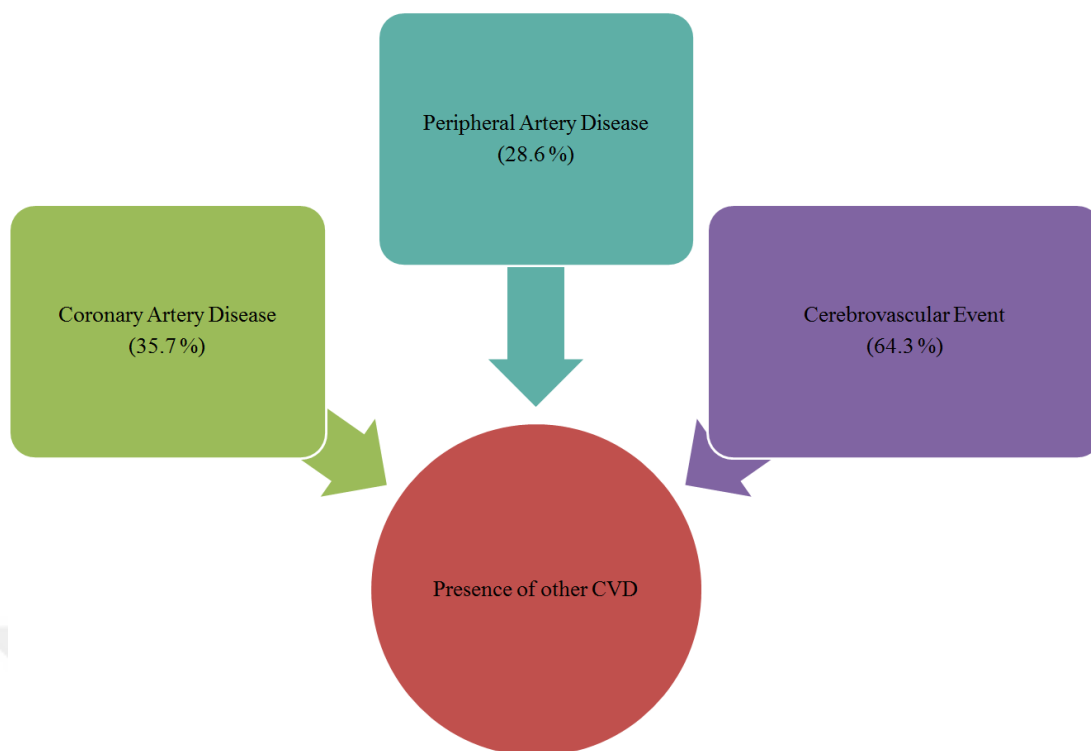 Peripheral Artery Disease
(28.6%)
Coronary Artery Disease
(35.7%)
Cerebrovascular Event
(64.3%)
Presence of other CVD